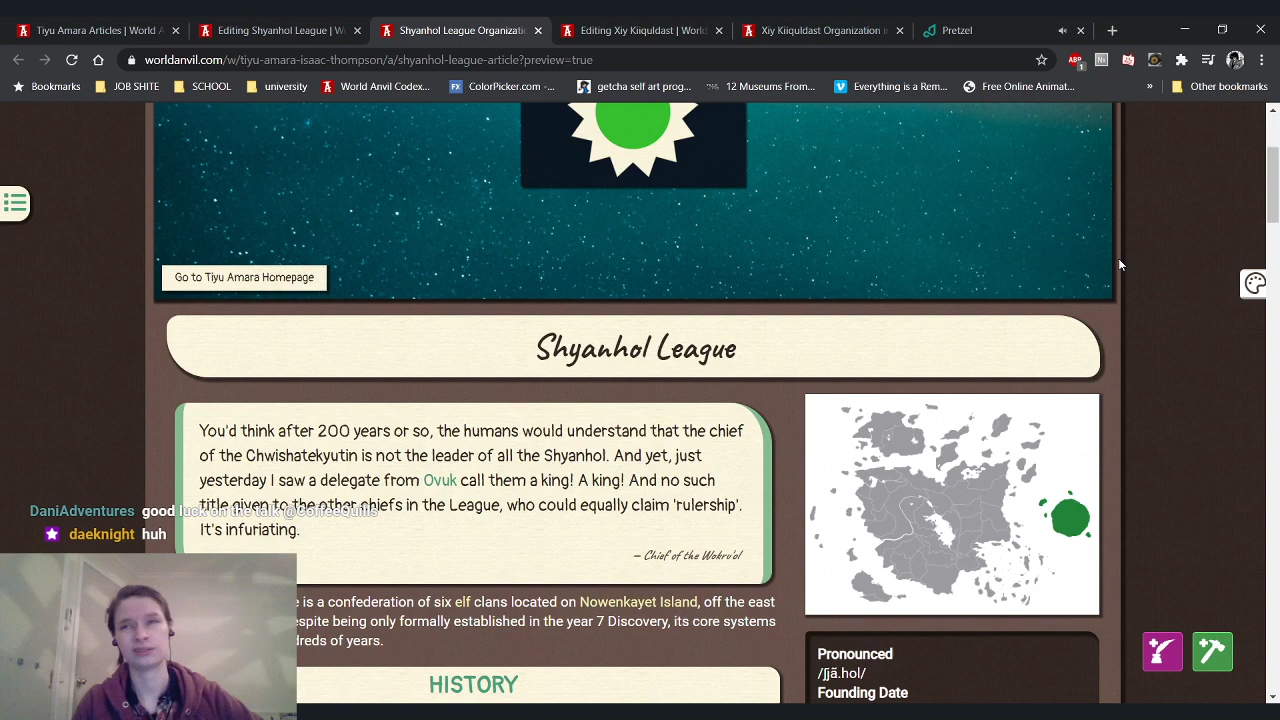 Tiyu Amara Articles | World A
Editing Shyanhol League | Wo
Shyanhol League Organizatio
Editing Xiy Kiiquldast | World
Xiy Kiiquldast Organization i
Pretzel
worldanvil.com/w/tiyu-amara-isaac-thompson/a/shyanhol-league-article?preview=true
Bookmarks
JOB SHITE
SCHOOL
university
World Anvil Codex...
ColorPicker.com -...
getcha self art prog...
12 Museums From...
Everything is a Rem...
Free Online Animat...
»
Other bookmarks
Go to Tiyu Amara Homepage
Shyanhol League
You'd think after 200 years or so, the humans would understand that the chief
of the Chwishatekyutin is not the leader of all the Shyanhol. And yet, just
yesterday I saw a delegate from Ovuk call them a king! A king! And no such
title given to the other chiefs in the League, who could equally claim 'rulership'.
It's infuriating.
– Chief of the Wokru'ol
DaniAdventures good luck on the talk @CoffeeQuills
daeknight huh
e is a confederation of six elf clans located on Nowenkayet Island, off the east
espite being only formally established in the year 7 Discovery, its core systems
dreds of years.
HISTORY
Pronounced
/ʃjã.hol/
Founding Date